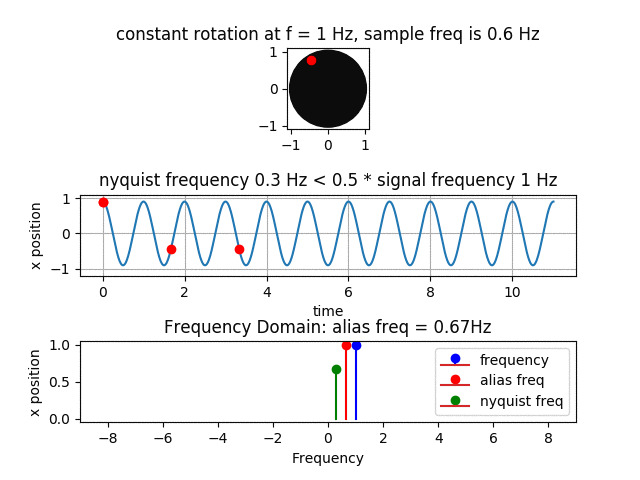 constant rotation at f = 1 Hz, sample freq is 0.6 Hz
1
0
−1
−1 0 1
nyquist frequency 0.3 Hz < 0.5 * signal frequency 1 Hz
x position
1
0
−1
0 2 4 6 8 10
time
Frequency Domain: alias freq = 0.67Hz
x position
1.0
0.5
0.0
frequency
alias freq
nyquist freq
−8 −6 −4 −2 0 2 4 6 8
Frequency